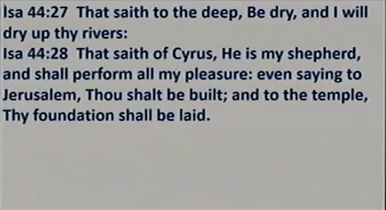 Isa 44:27  That saith to the deep, Be dry, and I will
dry up thy rivers:
Isa 44:28  That saith of Cyrus, He is my shepherd,
and shall perform all my pleasure: even saying to
Jerusalem, Thou shalt be built; and to the temple,
Thy foundation shall be laid.